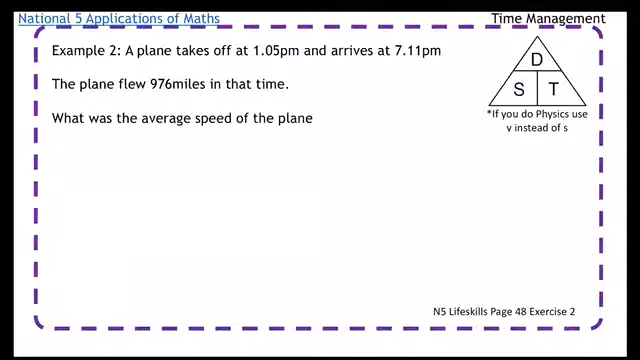 National 5 Applications of Maths
Time Management
Example 2: A plane takes off at 1.05pm and arrives at 7.11pm
The plane flew 976miles in that time.
What was the average speed of the plane
D
S T
*If you do Physics use
v instead of s
N5 Lifeskills Page 48 Exercise 2